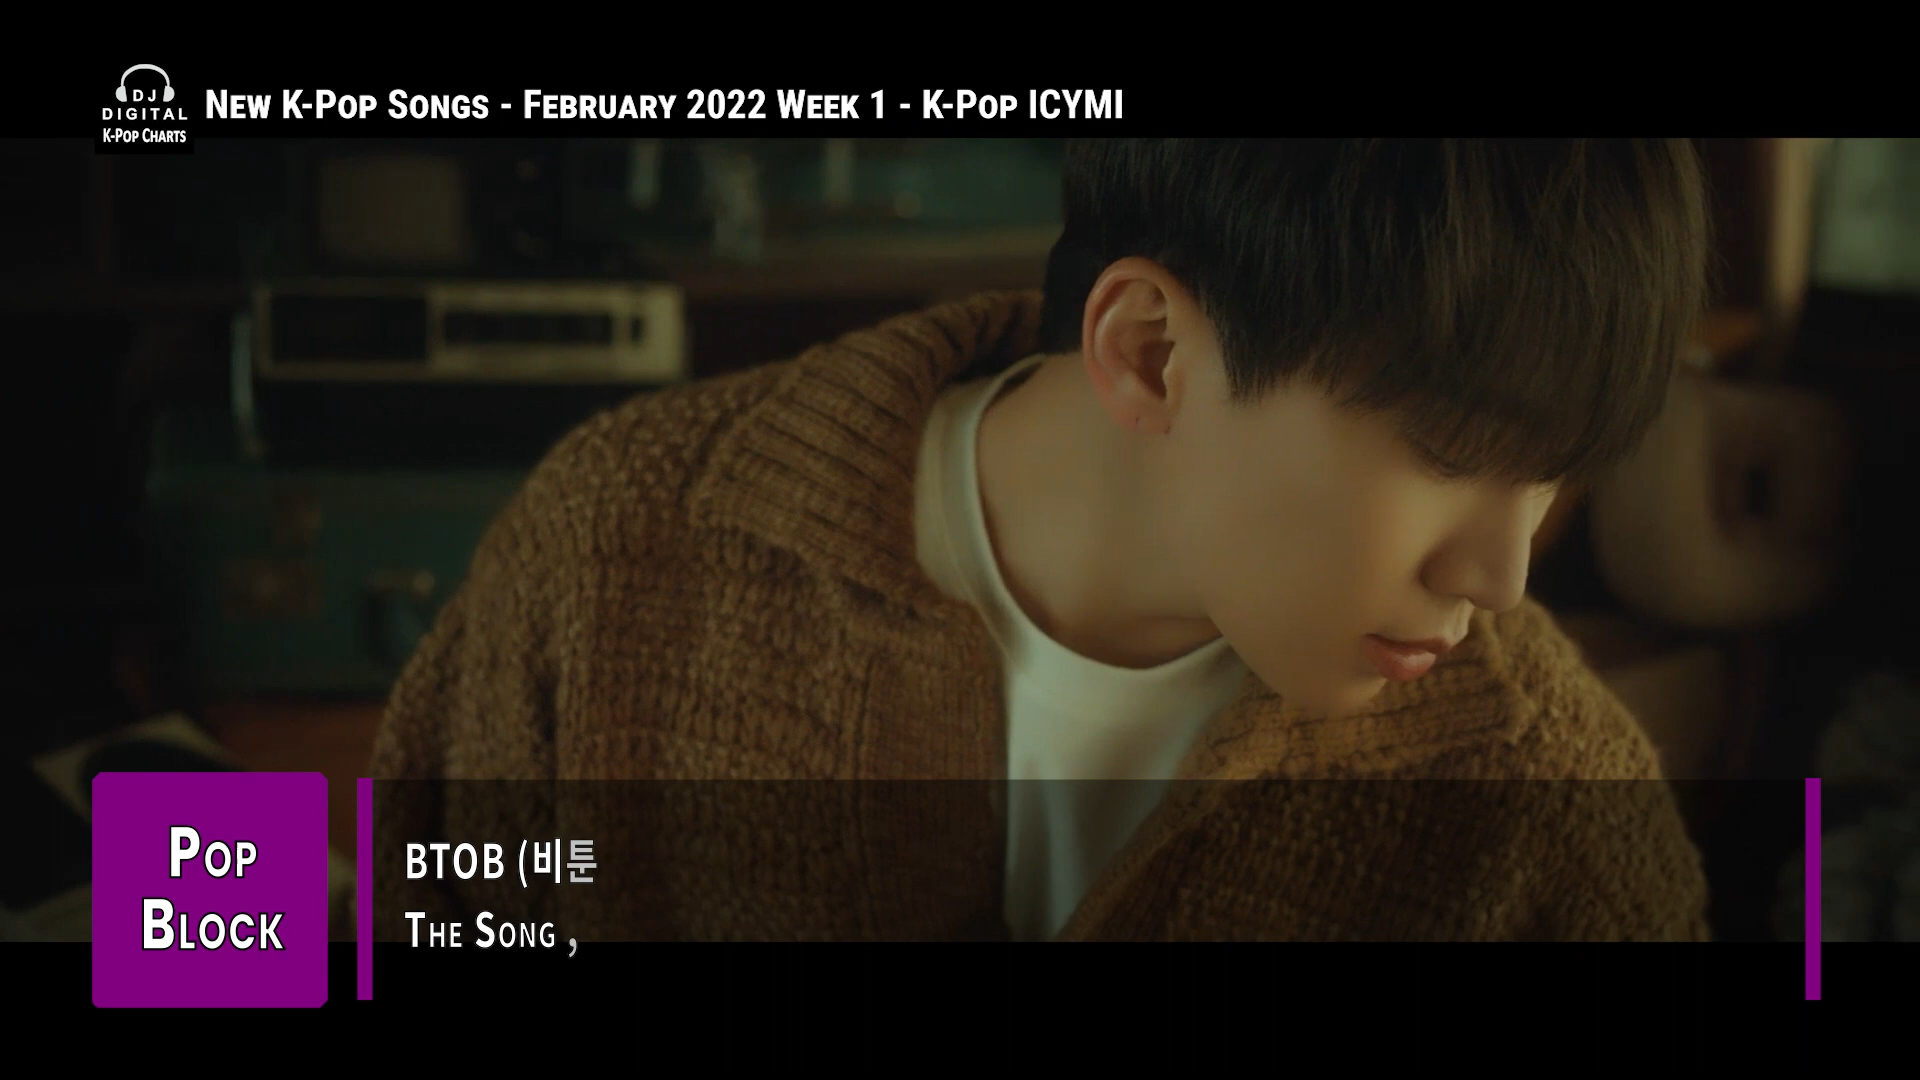 DJ
DIGITAL
K-Pop Charts
New K-Pop Songs - February 2022 Week 1 - K-Pop ICYMI
Pop
Block
BTOB (비투
The Song ,